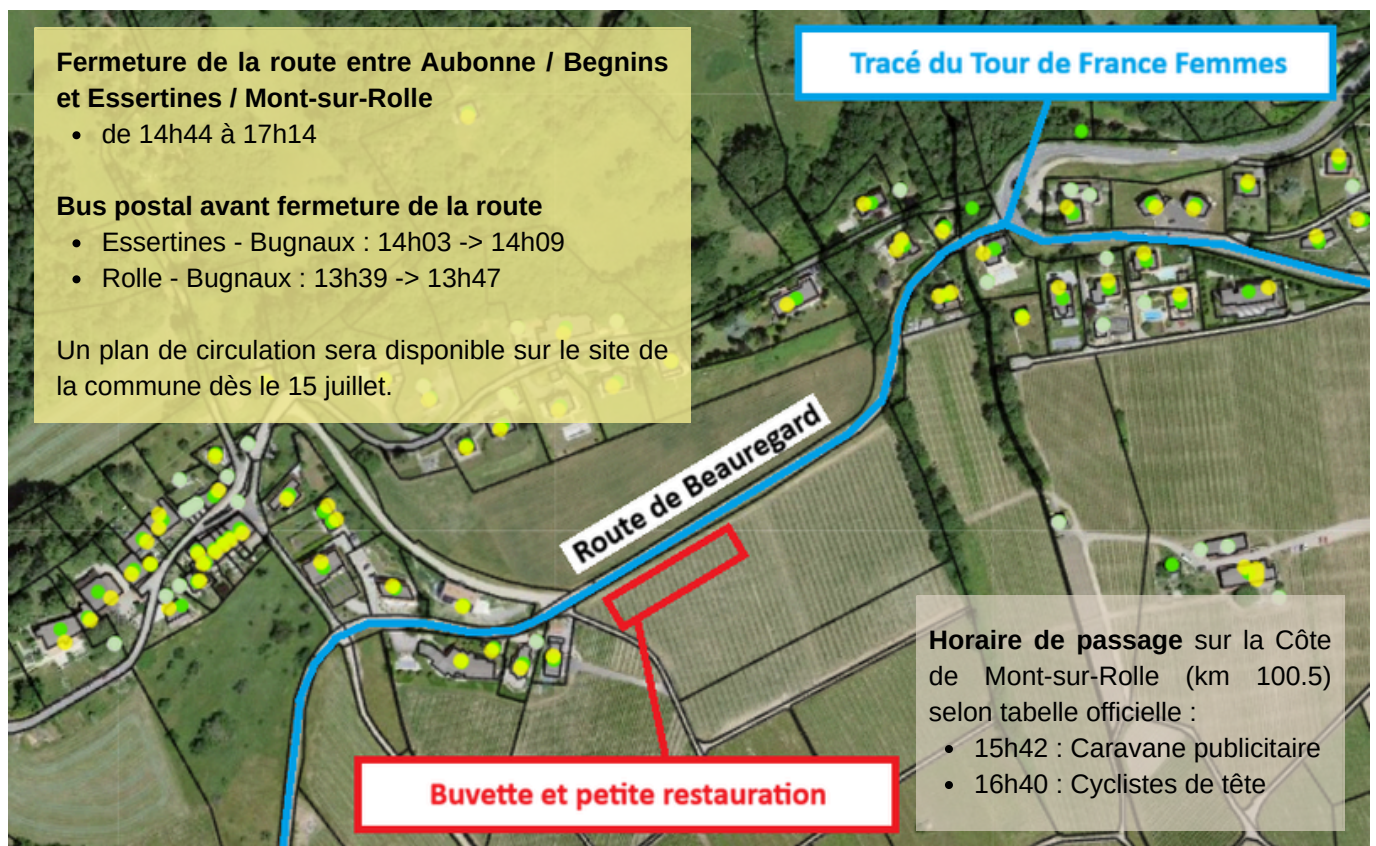 Fermeture de la route entre Aubonne / Begnins
et Essertines / Mont-sur-Rolle
• de 14h44 à 17h14
Bus postal avant fermeture de la route
• Essertines - Bugnaux : 14h03 -> 14h09
• Rolle - Bugnaux : 13h39 -> 13h47
Un plan de circulation sera disponible sur le site de
la commune dès le 15 juillet.
Tracé du Tour de France Femmes
Route de Beauregard
Buvette et petite restauration
Horaire de passage sur la Côte
de Mont-sur-Rolle (km 100.5)
selon tabelle officielle :
• 15h42 : Caravane publicitaire
• 16h40 : Cyclistes de tête